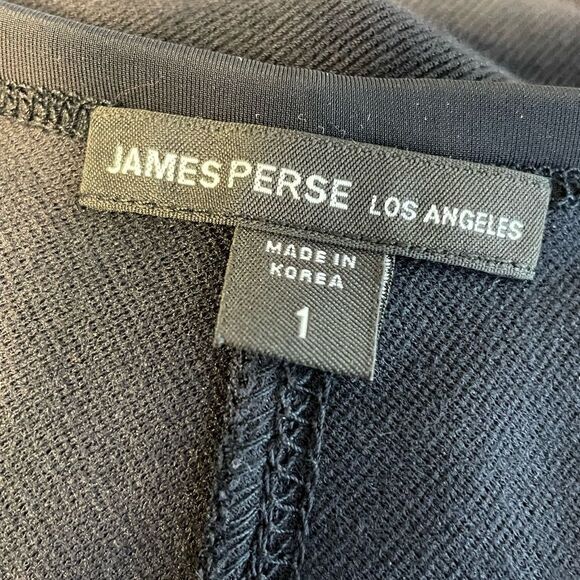 JAMES PERSE LOS ANGELES
MADE IN
KOREA
1